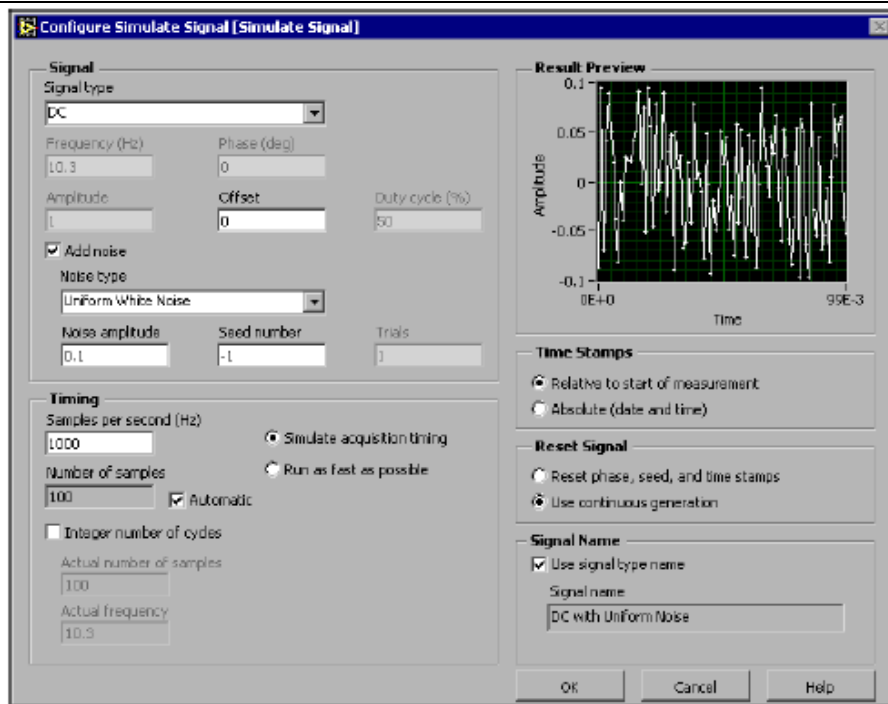 Configure Simulate Signal [Simulate Signal]
Signal
Signal type
DC
Frequency (Hz)
Phase (deg)
10.3
0
Amplitude
Offset
Duty cycle (%)
1
0
50
Add noise
Noise type
Uniform White Noise
Noise amplitude
Seed number
Trials
0.1
-1
1
Timing
Samples per second (Hz)
1000
Simulate acquisition timing
Run as fast as possible
Number of samples
100
Automatic
Integer number of cycles
Actual number of samples
100
Actual frequency
10.3
Result Preview
Amplitude
0.1
0.05
0
-0.05
-0.1
0E+0
99E-3
Time
Time Stamps
Relative to start of measurement
Absolute (date and time)
Reset Signal
Reset phase, seed, and time stamps
Use continuous generation
Signal Name
Use signal type name
Signal name
DC with Uniform Noise
OK
Cancel
Help